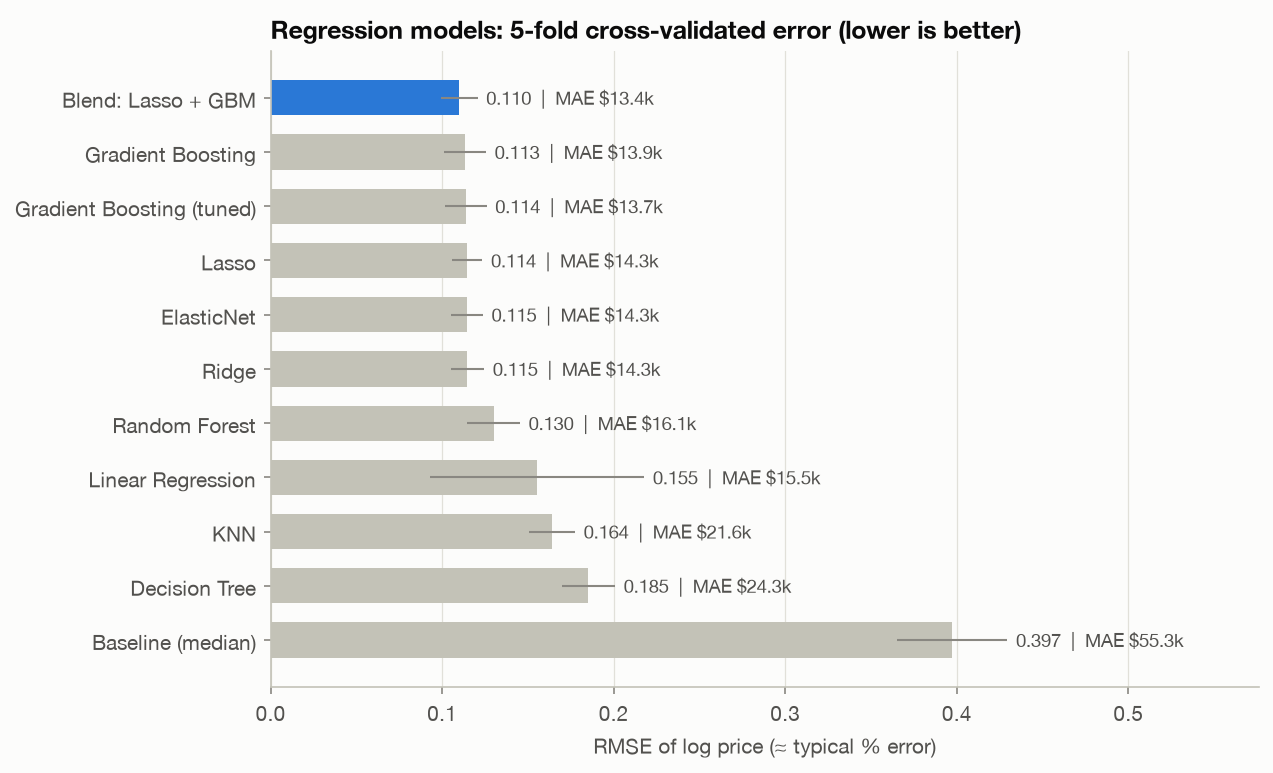 Regression models: 5-fold cross-validated error (lower is better)
Blend: Lasso + GBM 0.110 | MAE $13.4k
Gradient Boosting 0.113 | MAE $13.9k
Gradient Boosting (tuned) 0.114 | MAE $13.7k
Lasso 0.114 | MAE $14.3k
ElasticNet 0.115 | MAE $14.3k
Ridge 0.115 | MAE $14.3k
Random Forest 0.130 | MAE $16.1k
Linear Regression 0.155 | MAE $15.5k
KNN 0.164 | MAE $21.6k
Decision Tree 0.185 | MAE $24.3k
Baseline (median) 0.397 | MAE $55.3k
0.0 0.1 0.2 0.3 0.4 0.5
RMSE of log price (≈ typical % error)